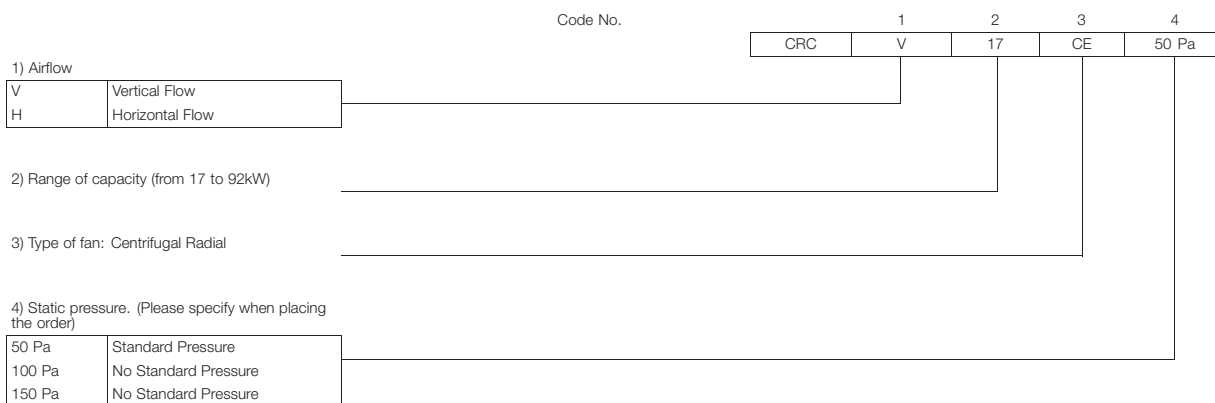 Code No. 1 2 3 4
CRC V 17 CE 50 Pa
1) Airflow
V Vertical Flow
H Horizontal Flow
2) Range of capacity (from 17 to 92kW)
3) Type of fan: Centrifugal Radial
4) Static pressure. (Please specify when placing
the order)
50 Pa Standard Pressure
100 Pa No Standard Pressure
150 Pa No Standard Pressure